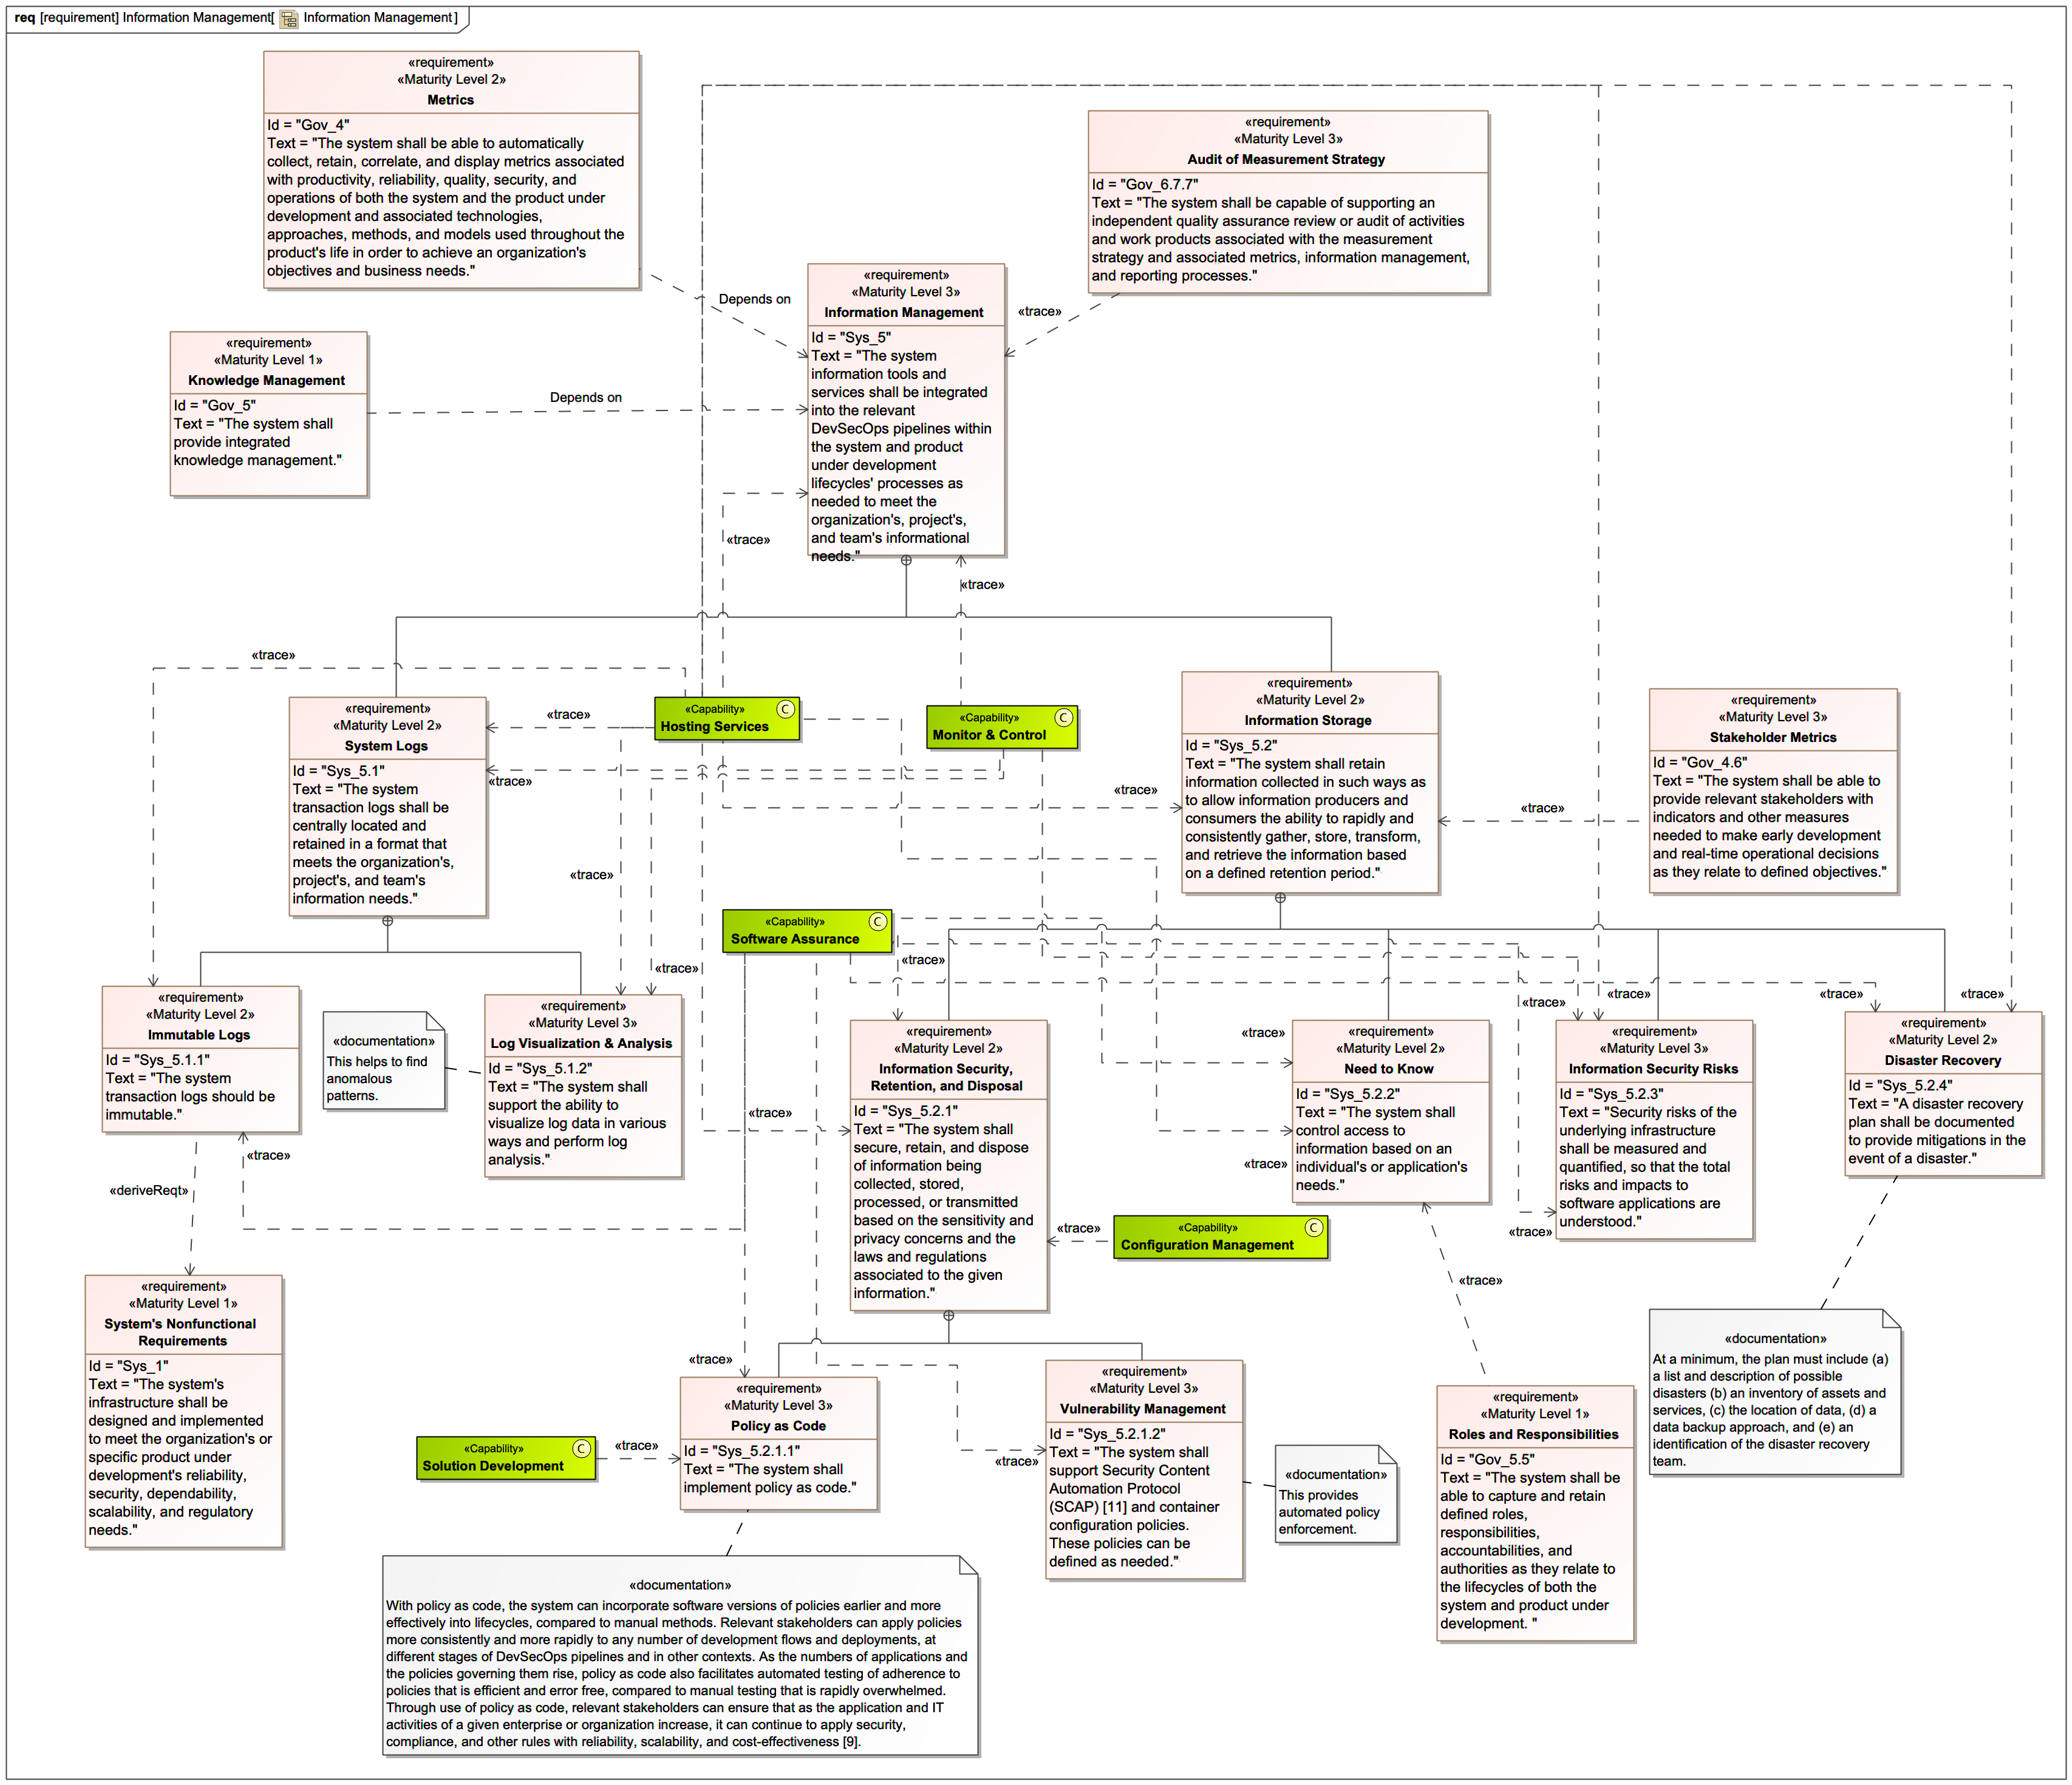 req [requirement] Information Management[ Information Management ]
«requirement»
«Maturity Level 2»
Metrics
Id = "Gov_4"
Text = "The system shall be able to automatically
collect, retain, correlate, and display metrics associated
with productivity, reliability, quality, security, and
operations of both the system and the product under
development and associated technologies,
approaches, methods, and models used throughout the
product's life in order to achieve an organization's
objectives and business needs."
«requirement»
«Maturity Level 3»
Audit of Measurement Strategy
Id = "Gov_6.7.7"
Text = "The system shall be capable of supporting an
independent quality assurance review or audit of activities
and work products associated with the measurement
strategy and associated metrics, information management,
and reporting processes."
Depends on
«trace»
«requirement»
«Maturity Level 3»
Information Management
Id = "Sys_5"
Text = "The system
information tools and
services shall be integrated
into the relevant
DevSecOps pipelines within
the system and product
under development
lifecycles' processes as
needed to meet the
organization's, project's,
and team's informational
needs."
«requirement»
«Maturity Level 1»
Knowledge Management
Id = "Gov_5"
Text = "The system shall
provide integrated
knowledge management."
Depends on
«trace»
«trace»
«trace»
«requirement»
«Maturity Level 2»
System Logs
Id = "Sys_5.1"
Text = "The system
transaction logs shall be
centrally located and
retained in a format that
meets the organization's,
project's, and team's
information needs."
«trace»
«trace»
«Capability»
C
Hosting Services
«Capability»
C
Monitor & Control
«requirement»
«Maturity Level 2»
Information Storage
Id = "Sys_5.2"
Text = "The system shall retain
information collected in such ways as
to allow information producers and
consumers the ability to rapidly and
consistently gather, store, transform,
and retrieve the information based
on a defined retention period."
«trace»
«trace»
«requirement»
«Maturity Level 3»
Stakeholder Metrics
Id = "Gov_4.6"
Text = "The system shall be able to
provide relevant stakeholders with
indicators and other measures
needed to make early development
and real-time operational decisions
as they relate to defined objectives."
«trace»
«trace»
«Capability»
C
Software Assurance
«trace»
«trace»
«trace»
«trace»
«trace»
«requirement»
«Maturity Level 2»
Immutable Logs
Id = "Sys_5.1.1"
Text = "The system
transaction logs should be
immutable."
«documentation»
This helps to find
anomalous
patterns.
«requirement»
«Maturity Level 3»
Log Visualization & Analysis
Id = "Sys_5.1.2"
Text = "The system shall
support the ability to
visualize log data in various
ways and perform log
analysis."
«trace»
«requirement»
«Maturity Level 2»
Information Security,
Retention, and Disposal
Id = "Sys_5.2.1"
Text = "The system shall
secure, retain, and dispose
of information being
collected, stored,
processed, or transmitted
based on the sensitivity and
privacy concerns and the
laws and regulations
associated to the given
information."
«trace»
«trace»
«requirement»
«Maturity Level 2»
Need to Know
Id = "Sys_5.2.2"
Text = "The system shall
control access to
information based on an
individual's or application's
needs."
«requirement»
«Maturity Level 3»
Information Security Risks
Id = "Sys_5.2.3"
Text = "Security risks of the
underlying infrastructure
shall be measured and
quantified, so that the total
risks and impacts to
software applications are
understood."
«trace»
«requirement»
«Maturity Level 2»
Disaster Recovery
Id = "Sys_5.2.4"
Text = "A disaster recovery
plan shall be documented
to provide mitigations in the
event of a disaster."
«trace»
«deriveReqt»
«trace»
«Capability»
C
Configuration Management
«trace»
«requirement»
«Maturity Level 1»
System's Nonfunctional
Requirements
Id = "Sys_1"
Text = "The system's
infrastructure shall be
designed and implemented
to meet the organization's or
specific product under
development's reliability,
security, dependability,
scalability, and regulatory
needs."
«trace»
«requirement»
«Maturity Level 3»
Policy as Code
Id = "Sys_5.2.1.1"
Text = "The system shall
implement policy as code."
«Capability»
C
Solution Development
«trace»
«requirement»
«Maturity Level 3»
Vulnerability Management
Id = "Sys_5.2.1.2"
Text = "The system shall
support Security Content
Automation Protocol
(SCAP) [11] and container
configuration policies.
These policies can be
defined as needed."
«trace»
«documentation»
This provides
automated policy
enforcement.
«requirement»
«Maturity Level 1»
Roles and Responsibilities
Id = "Gov_5.5"
Text = "The system shall be
able to capture and retain
defined roles,
responsibilities,
accountabilities, and
authorities as they relate to
the lifecycles of both the
system and product under
development. "
«documentation»
At a minimum, the plan must include (a)
a list and description of possible
disasters (b) an inventory of assets and
services, (c) the location of data, (d) a
data backup approach, and (e) an
identification of the disaster recovery
team.
«documentation»
With policy as code, the system can incorporate software versions of policies earlier and more
effectively into lifecycles, compared to manual methods. Relevant stakeholders can apply policies
more consistently and more rapidly to any number of development flows and deployments, at
different stages of DevSecOps pipelines and in other contexts. As the numbers of applications and
the policies governing them rise, policy as code also facilitates automated testing of adherence to
policies that is efficient and error free, compared to manual testing that is rapidly overwhelmed.
Through use of policy as code, relevant stakeholders can ensure that as the application and IT
activities of a given enterprise or organization increase, it can continue to apply security,
compliance, and other rules with reliability, scalability, and cost-effectiveness [9].